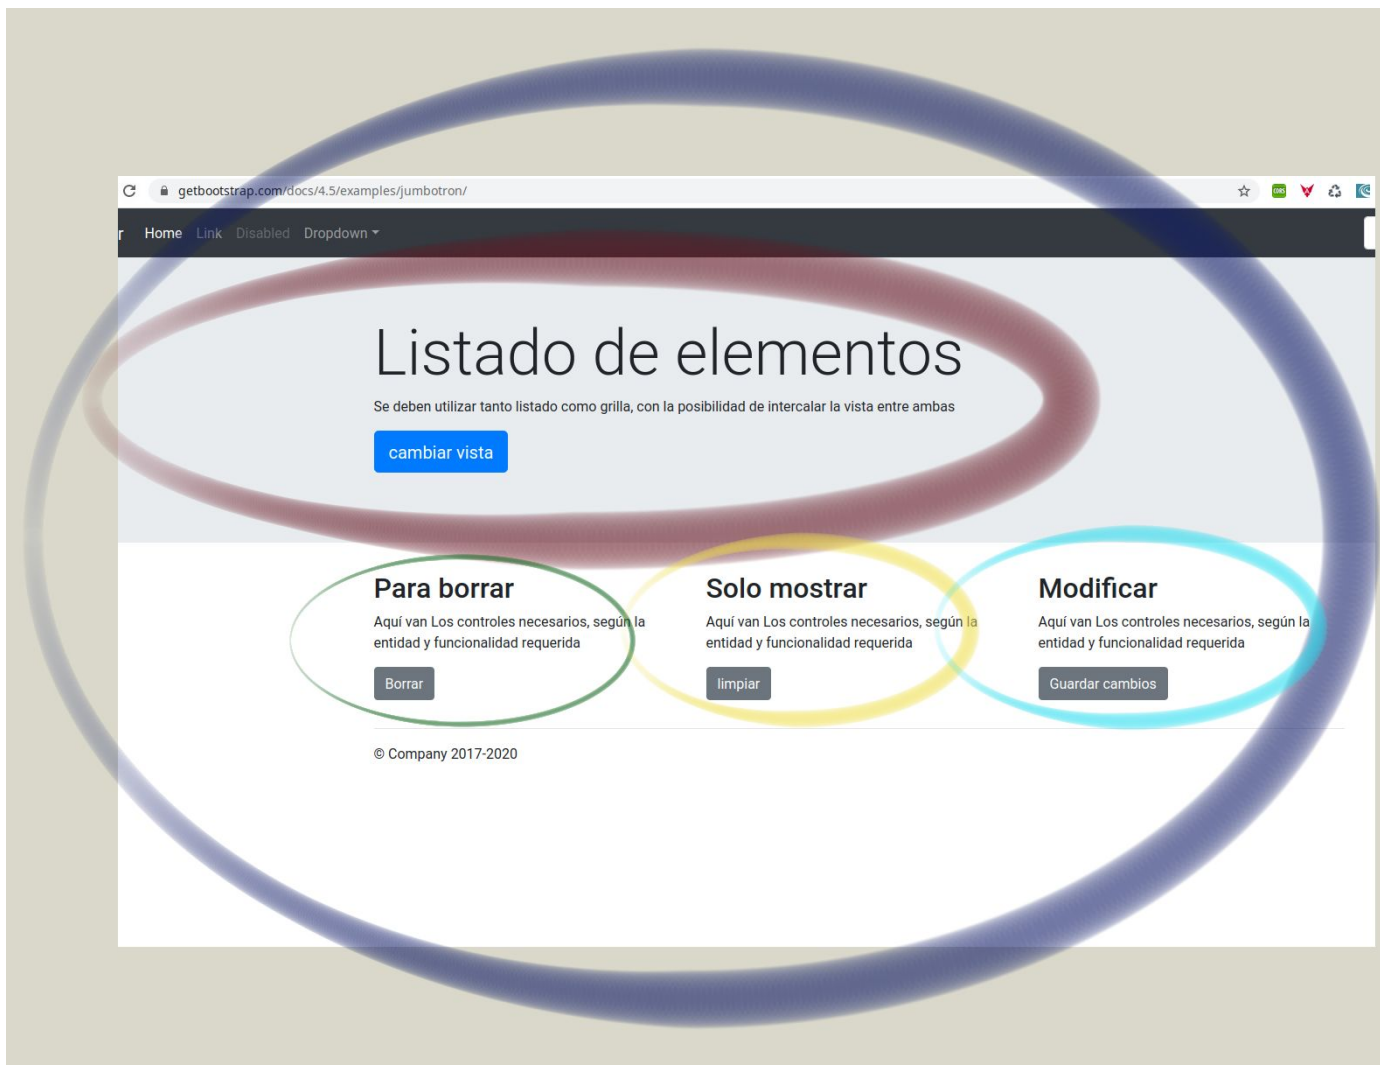 getbootstrap.com/docs/4.5/examples/jumbotron/
CORS
r Home Link Disabled Dropdown
Listado de elementos
Se deben utilizar tanto listado como grilla, con la posibilidad de intercalar la vista entre ambas
cambiar vista
Para borrar
Aquí van Los controles necesarios, según la
entidad y funcionalidad requerida
Borrar
Solo mostrar
Aquí van Los controles necesarios, según la
entidad y funcionalidad requerida
limpiar
Modificar
Aquí van Los controles necesarios, según la
entidad y funcionalidad requerida
Guardar cambios
© Company 2017-2020